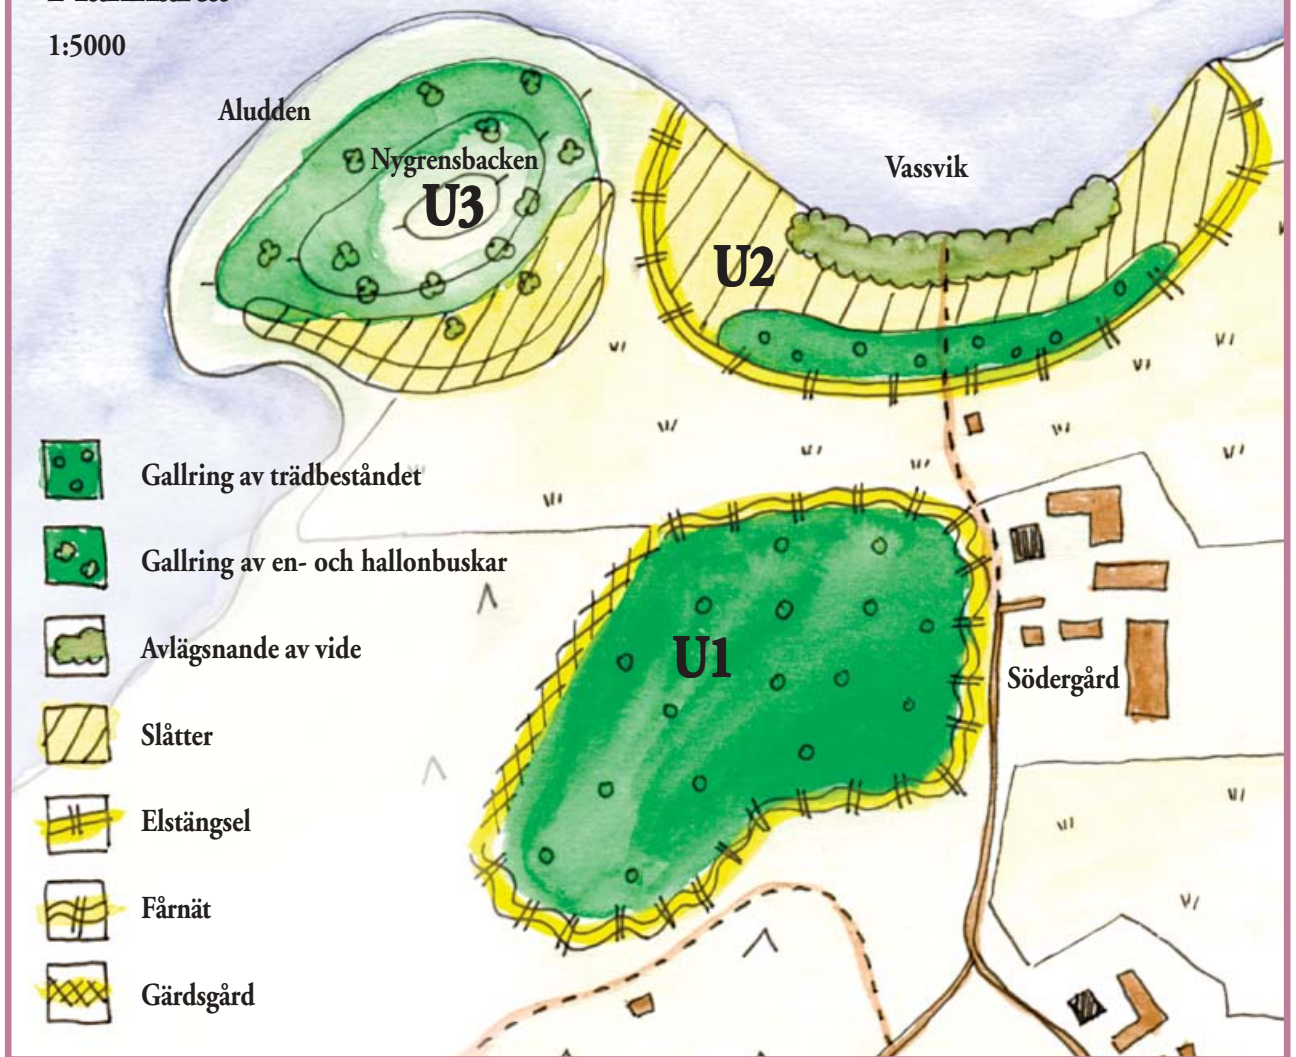 1:5000
Aludden
Nygrensbacken
U3
Vassvik
U2
Gallring av trädbeståndet
Gallring av en- och hallonbuskar
Avlägsnande av vide
U1
Södergård
Slåtter
Elstängsel
Fårnät
Gärdsgård